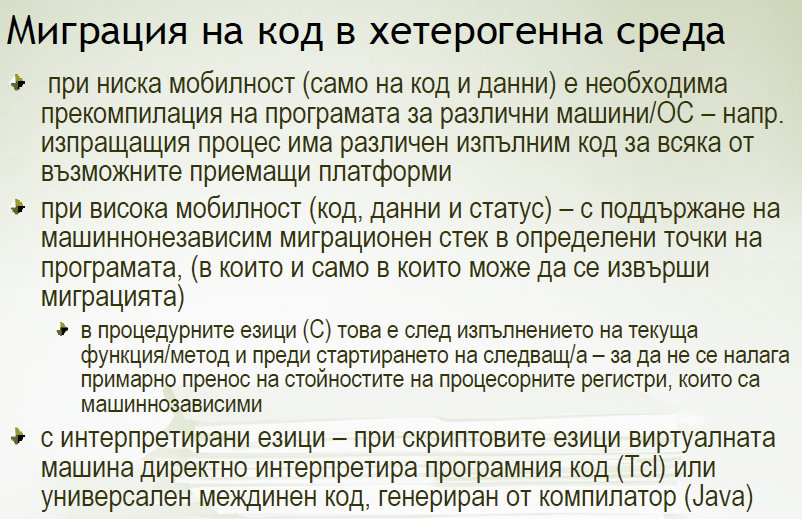 Миграция на код в хетерогенна среда
при ниска мобилност (само на код и данни) е необходима
прекомпилация на програмата за различни машини/ОС – напр.
изпращащия процес има различен изпълним код за всяка от
възможните приемащи платформи
при висока мобилност (код, данни и статус) – с поддържане на
машиннонезависим миграционен стек в определени точки на
програмата, (в които и само в които може да се извърши
миграцията)
в процедурните езици (С) това е след изпълнението на текуща
функция/метод и преди стартирането на следващ/а – за да не се налага
примарно пренос на стойностите на процесорните регистри, които са
машиннозависими
с интерпретирани езици – при скриптовите езици виртуалната
машина директно интерпретира програмния код (Tcl) или
универсален междинен код, генериран от компилатор (Java)